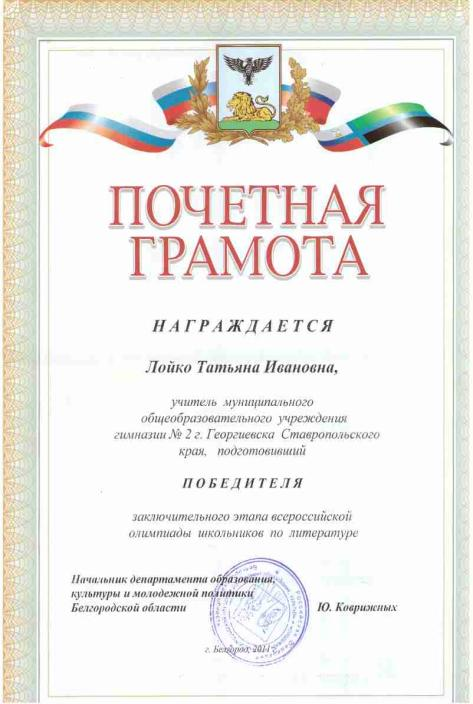 ПОЧЕТНАЯ
ГРАМОТА
НАГРАЖДАЕТСЯ
Лойко Татьяна Ивановна,
учитель муниципального
общеобразовательного учреждения
гимназии № 2 г. Георгиевска Ставропольского
края, подготовивший
ПОБЕДИТЕЛЯ
заключительного этапа всероссийской
олимпиады школьников по литературе
Начальник департамента образования,
культуры и молодежной политики
Белгородской области Ю. Коврижных
г. Белгород, 2011